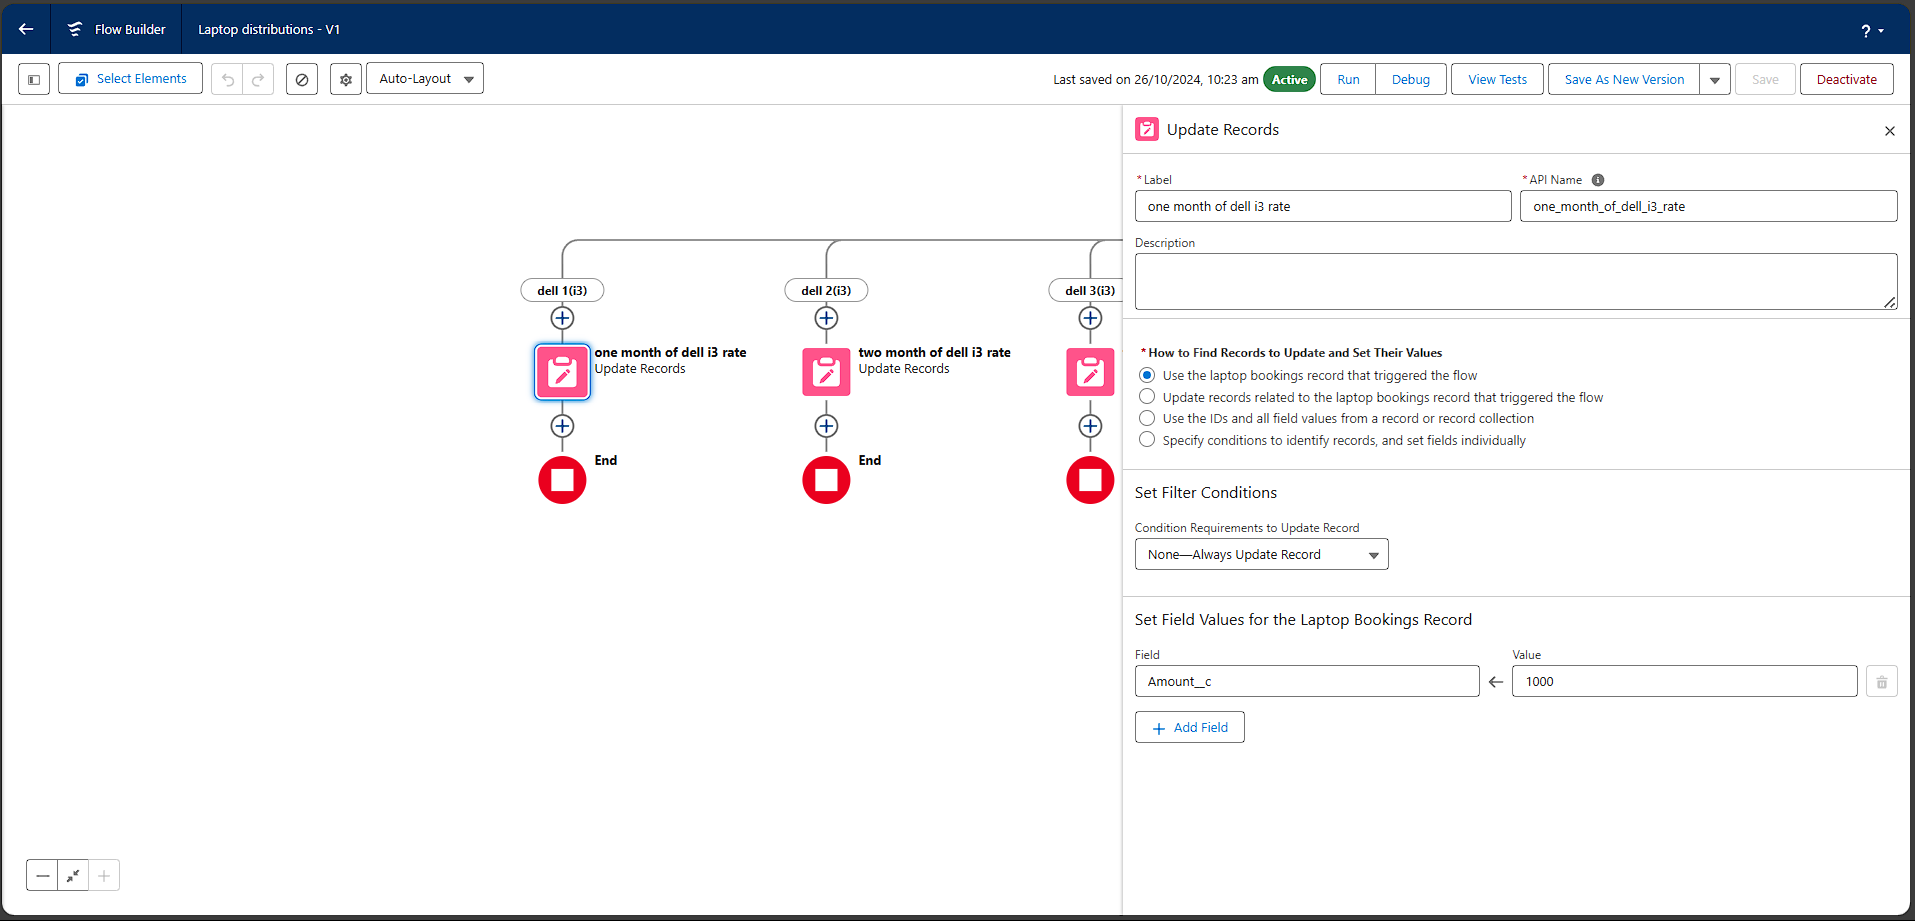 Flow Builder
Laptop distributions - V1
?
Select Elements
Auto-Layout
Last saved on 26/10/2024, 10:23 am
Active
Run
Debug
View Tests
Save As New Version
Save
Deactivate
dell 1(i3)
dell 2(i3)
dell 3(i3)
one month of dell i3 rate
Update Records
two month of dell i3 rate
Update Records
End
End
Update Records
* Label
* API Name
one month of dell i3 rate
one_month_of_dell_i3_rate
Description
* How to Find Records to Update and Set Their Values
Use the laptop bookings record that triggered the flow
Update records related to the laptop bookings record that triggered the flow
Use the IDs and all field values from a record or record collection
Specify conditions to identify records, and set fields individually
Set Filter Conditions
Condition Requirements to Update Record
None—Always Update Record
Set Field Values for the Laptop Bookings Record
Field
Value
Amount__c
1000
Add Field